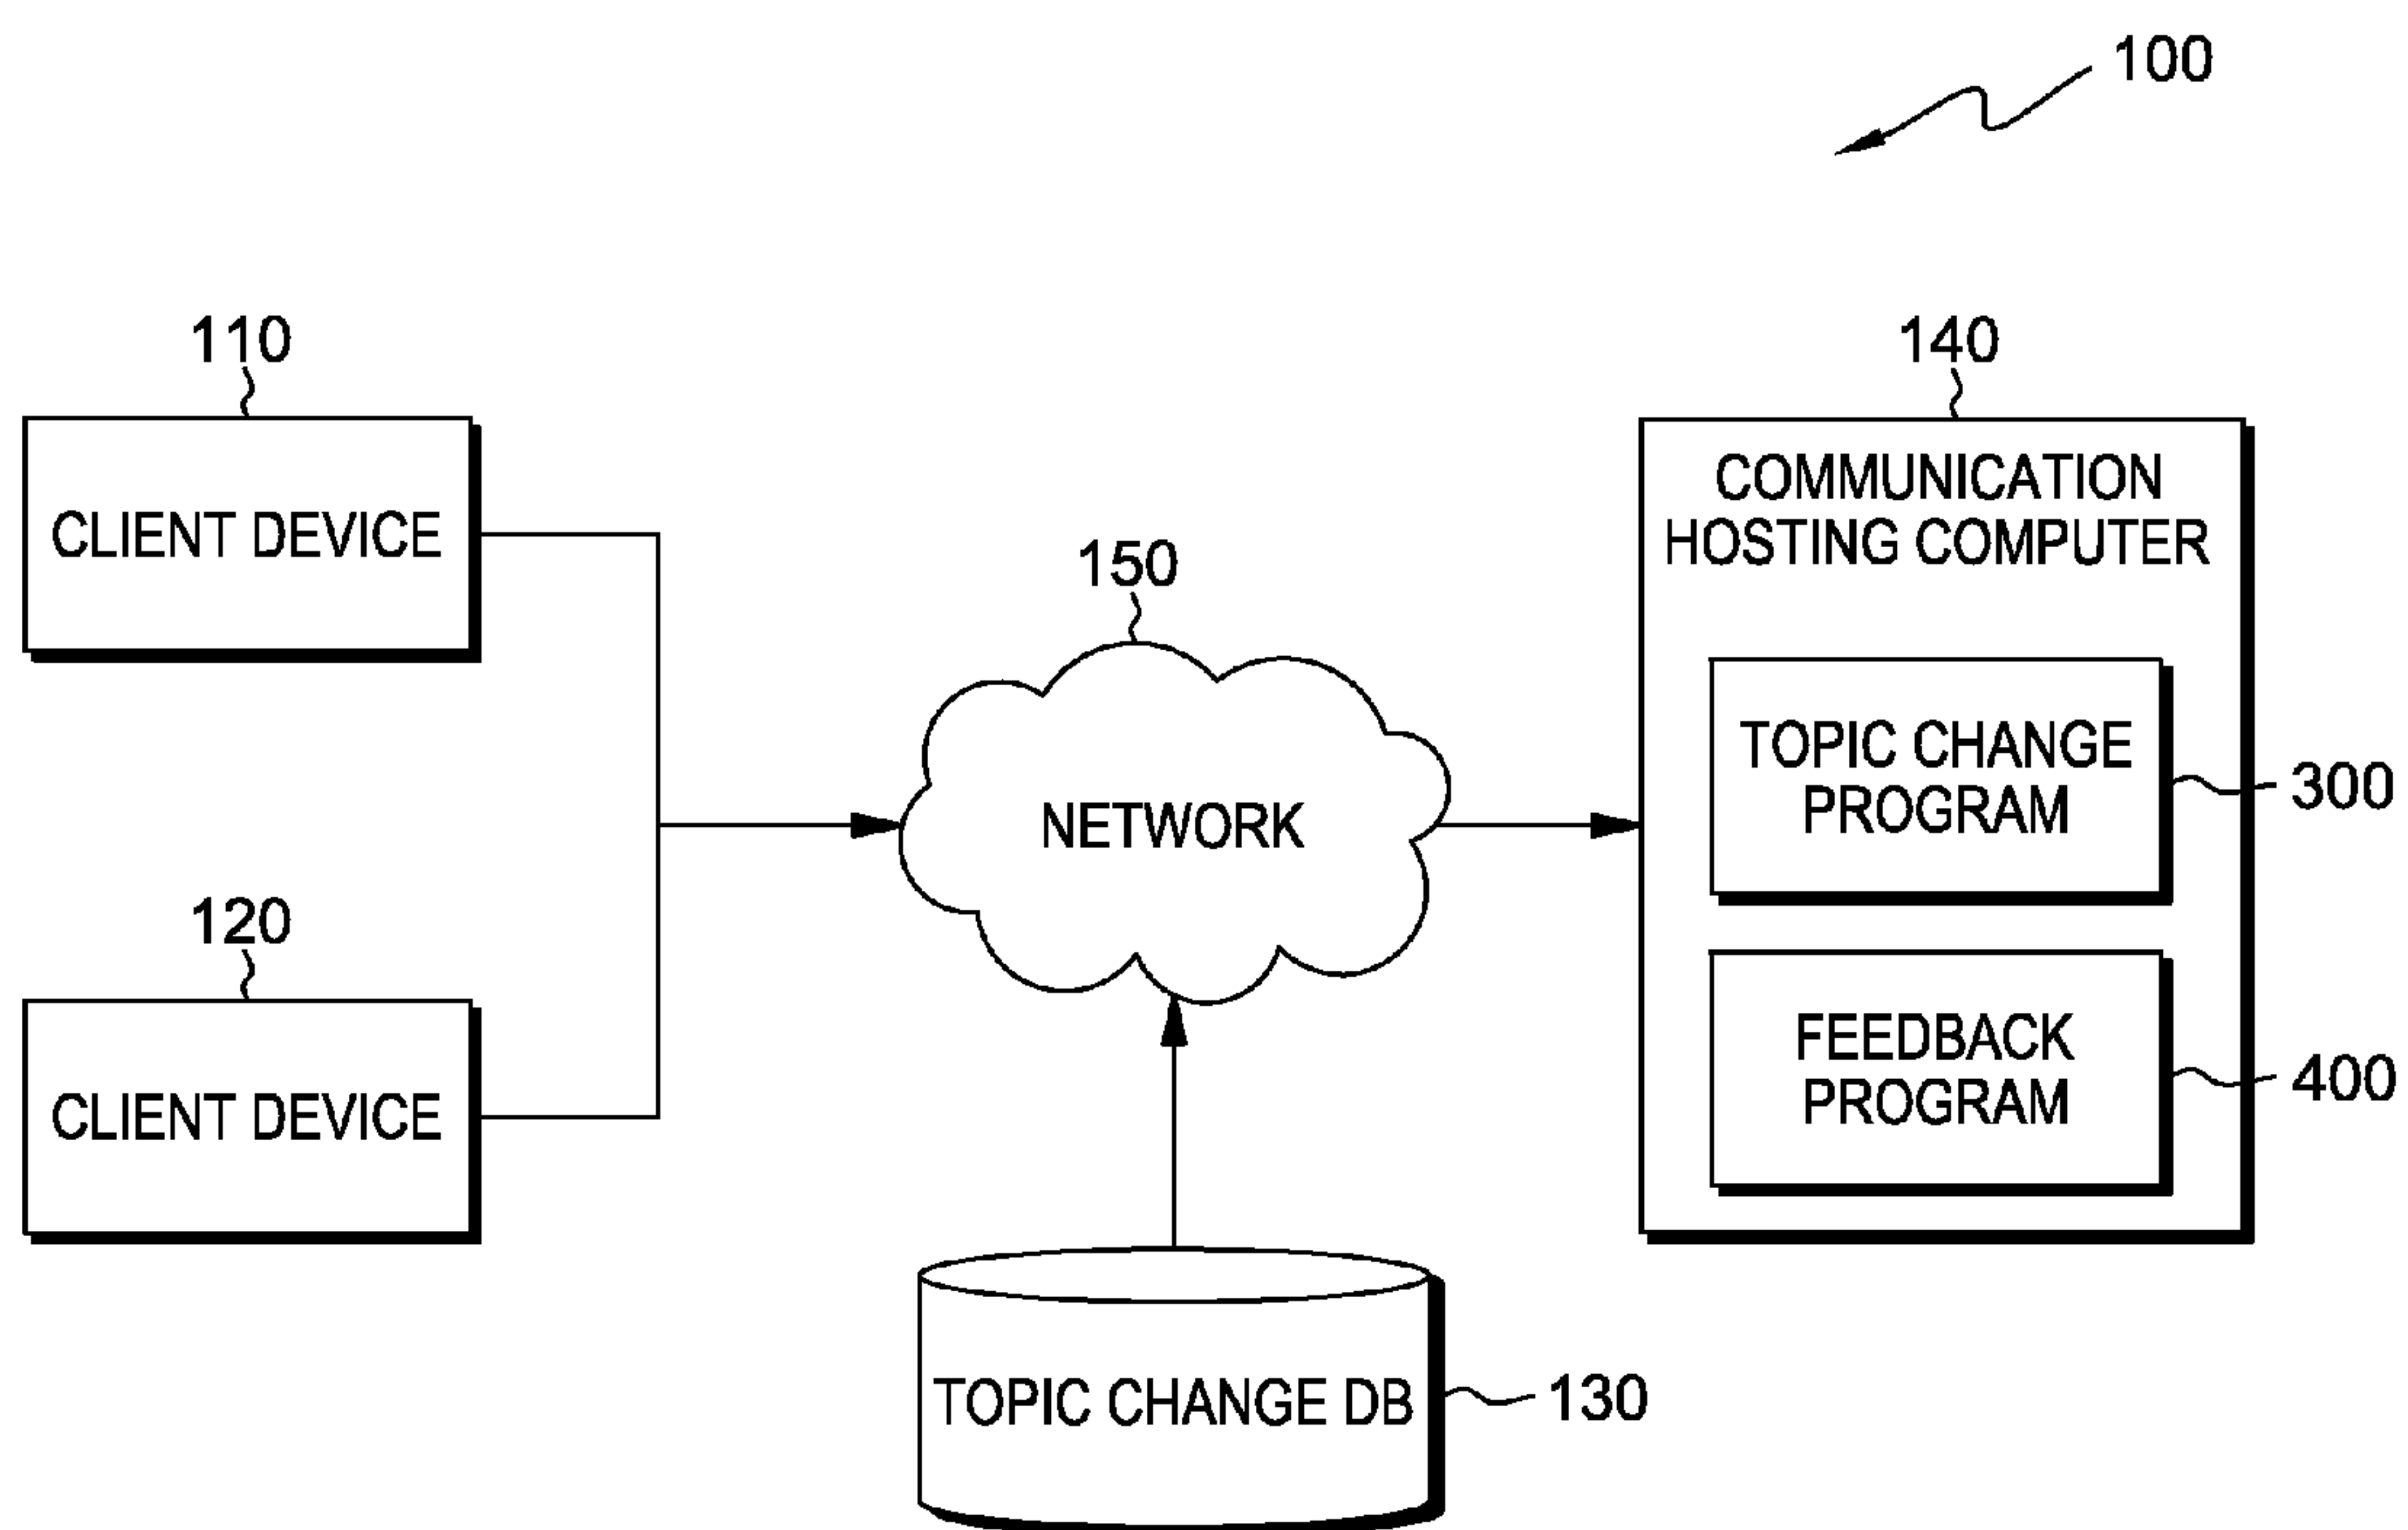 100
110
CLIENT DEVICE
120
CLIENT DEVICE
150
NETWORK
TOPIC CHANGE DB
130
140
COMMUNICATION
HOSTING COMPUTER
TOPIC CHANGE
PROGRAM
300
FEEDBACK
PROGRAM
400